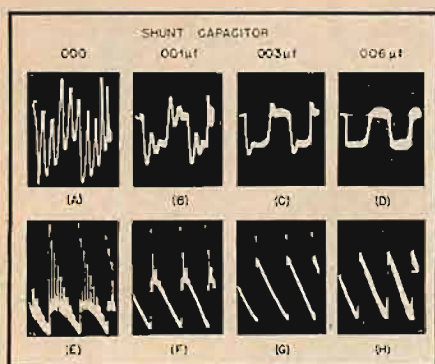 SHUNT CAPACITOR
000 .001μf .003μf .006μf
(A) (B) (C) (D)
(E) (F) (G) (H)